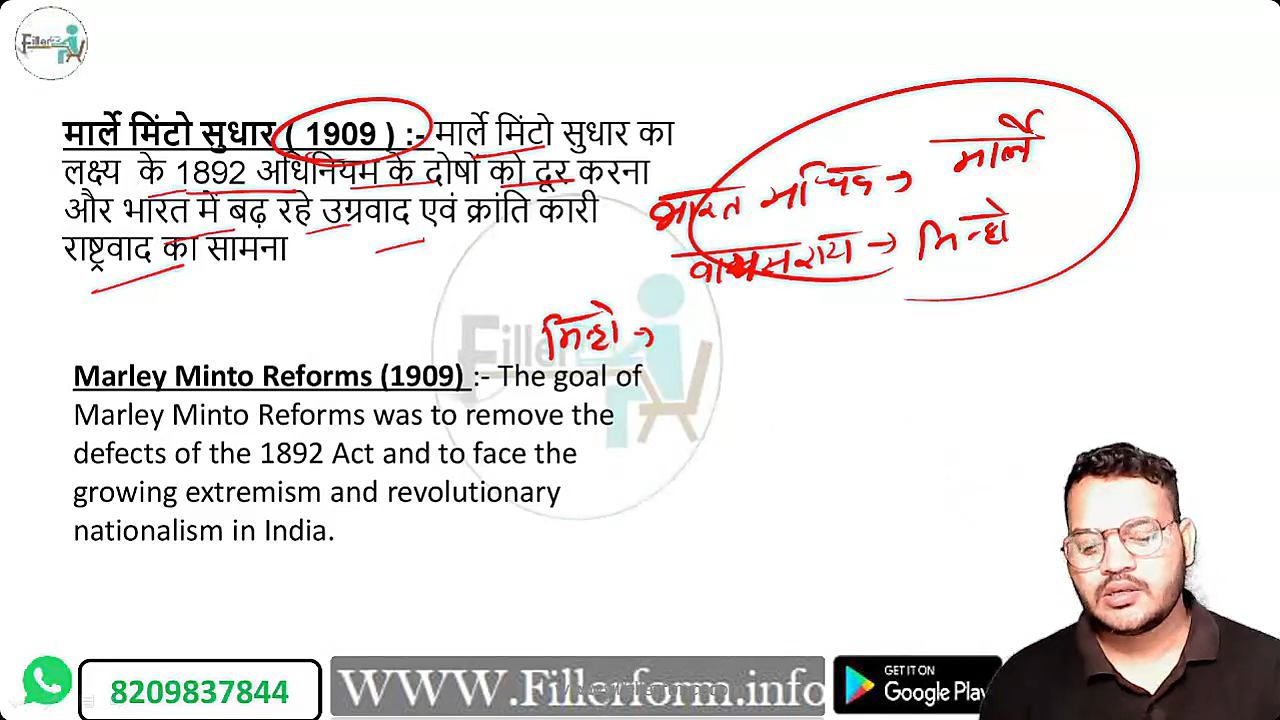 Filler
मार्ले मिंटो सुधार ( 1909 ) :- मार्ले मिंटो सुधार का
लक्ष्य के 1892 अधिनियम के दोषों को दूर करना
और भारत में बढ़ रहे उग्रवाद एवं क्रांति कारी
राष्ट्रवाद का सामना
भारत सचिव → मार्ले
वायसराय → मिन्टो
मिन्टो →
Filler
Marley Minto Reforms (1909) :- The goal of
Marley Minto Reforms was to remove the
defects of the 1892 Act and to face the
growing extremism and revolutionary
nationalism in India.
8209837844
WWW.Fillerform.info
GET IT ON
Google Play